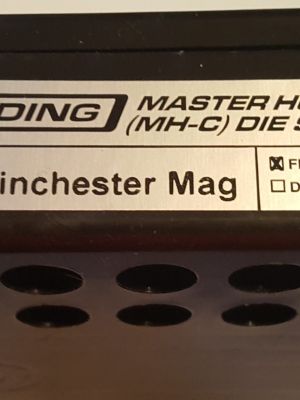 DING MASTER H
(MH-C) DIE S
inchester Mag
F
D